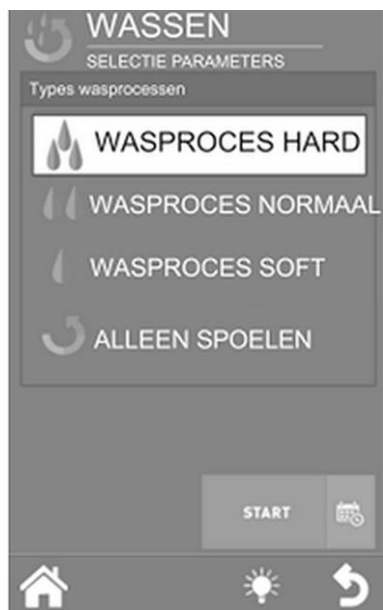 WASSEN
SELECTIE PARAMETERS
Types wasprocessen
WASPROCES HARD
WASPROCES NORMAAL
WASPROCES SOFT
ALLEEN SPOELEN
START